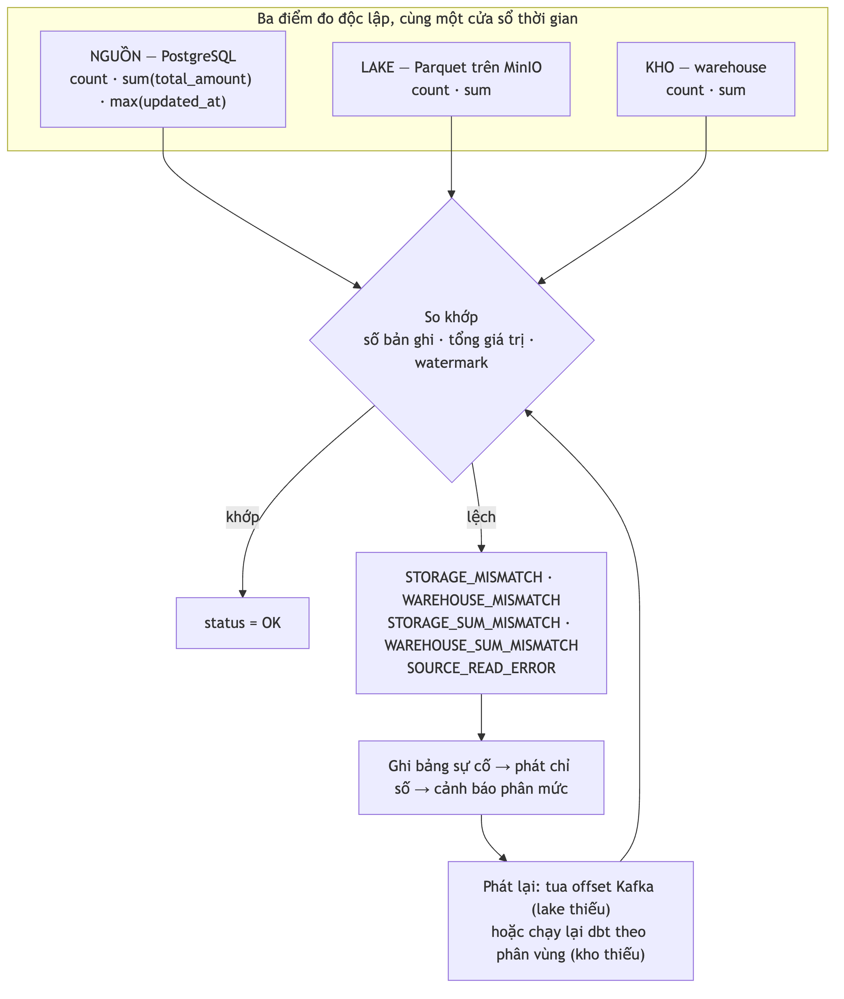 Ba điểm đo độc lập, cùng một cửa sổ thời gian
NGUỒN — PostgreSQL
count · sum(total_amount)
· max(updated_at)
LAKE — Parquet trên MinIO
count · sum
KHO — warehouse
count · sum
So khớp
số bản ghi · tổng giá trị ·
watermark
khớp
lệch
status = OK
STORAGE_MISMATCH ·
WAREHOUSE_MISMATCH
STORAGE_SUM_MISMATCH ·
WAREHOUSE_SUM_MISMATCH
SOURCE_READ_ERROR
Ghi bảng sự cố → phát chỉ
số → cảnh báo phân mức
Phát lại: tua offset Kafka
(lake thiếu)
hoặc chạy lại dbt theo
phân vùng (kho thiếu)